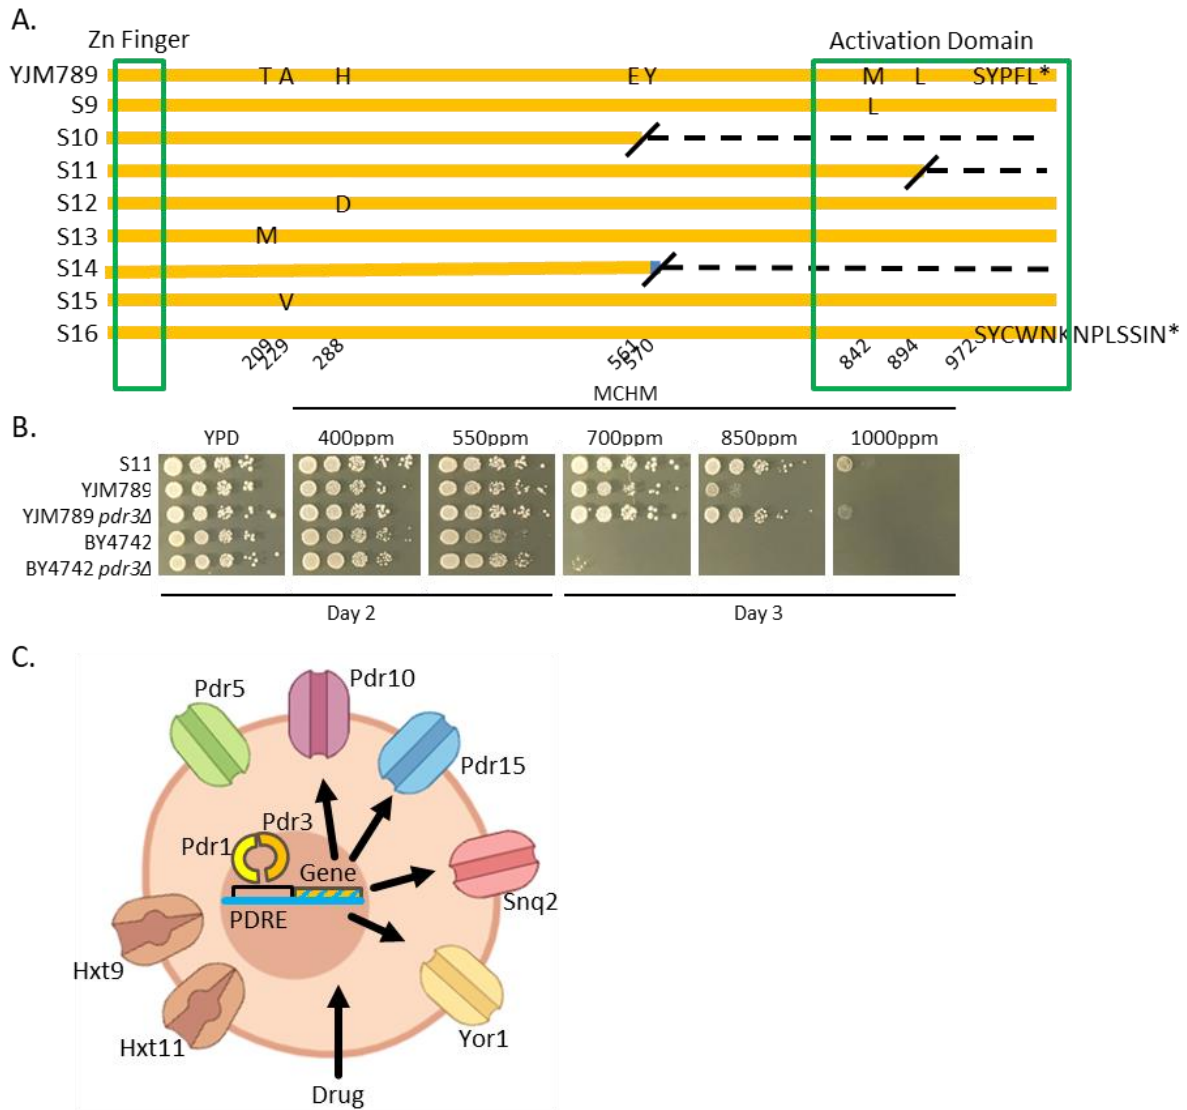 A.
Zn Finger
Activation Domain
YJM789 T A H E Y M L SYPFL*
S9 L
S10
S11
S12 D
S13 M
S14
S15 V
S16 SYCWNKNPLSSIN*
209 229 288 561 570 842 894 972
MCHM
B.
YPD 400ppm 550ppm 700ppm 850ppm 1000ppm
S11
YJM789
YJM789 pdr3Δ
BY4742
BY4742 pdr3Δ
Day 2 Day 3
C.
Pdr5
Pdr10
Pdr15
Pdr3
Pdr1
Gene
PDRE
Snq2
Hxt9
Yor1
Hxt11
Drug